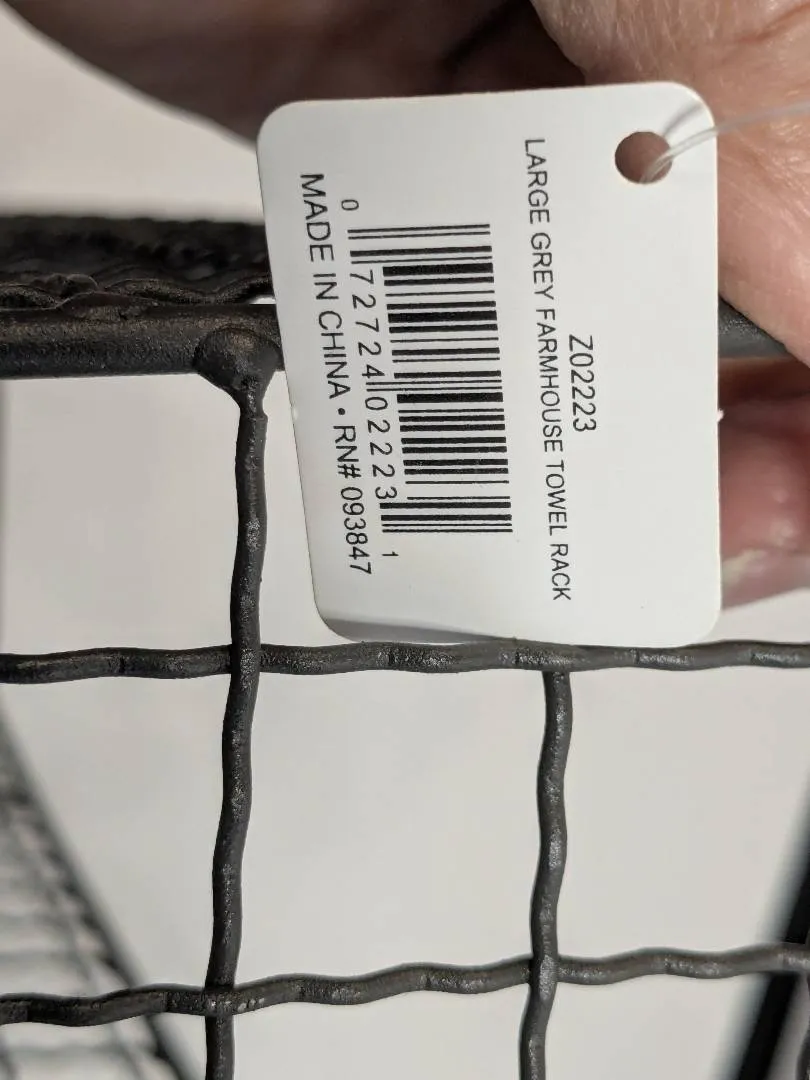 Z02223
LARGE GREY FARMHOUSE TOWEL RACK
0 72724 02223 1
MADE IN CHINA • RN# 093847